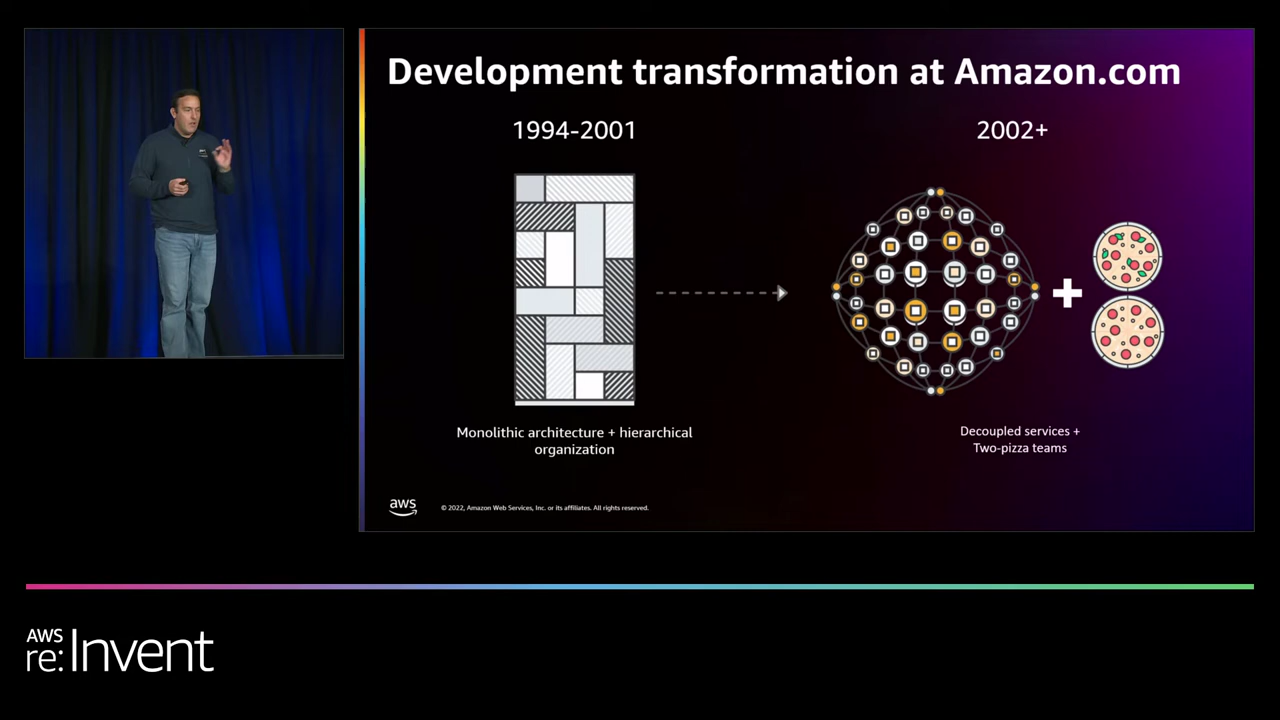 Development transformation at Amazon.com
1994-2001
2002+
Monolithic architecture + hierarchical
organization
Decoupled services +
Two-pizza teams
aws
© 2022, Amazon Web Services, Inc. or its affiliates. All rights reserved.
AWS
re:Invent